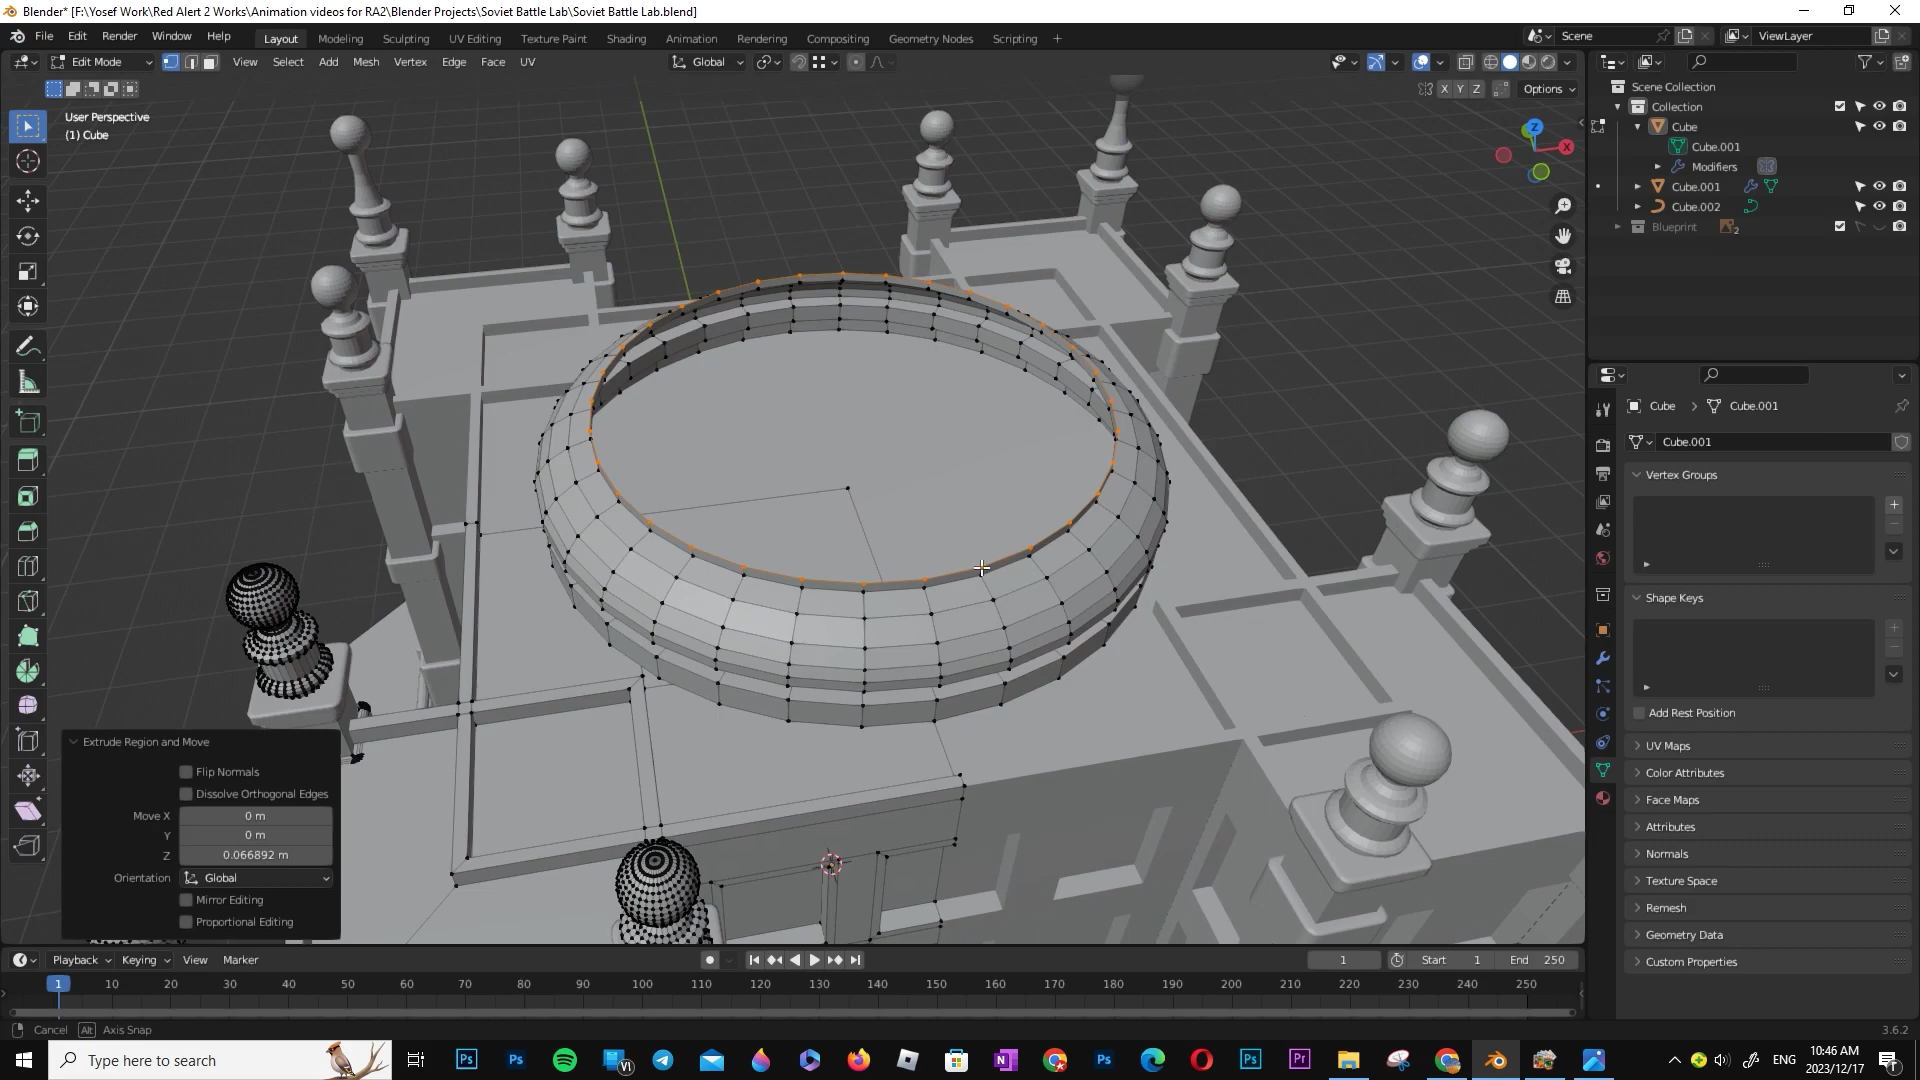 Blender* [F:\Yosef Work\Red Alert 2 Works\Animation videos for RA2\Blender Projects\Soviet Battle Lab\Soviet Battle Lab.blend]
File Edit Render Window Help Layout Modeling Sculpting UV Editing Texture Paint Shading Animation Rendering Compositing Geometry Nodes Scripting + Scene ViewLayer
Edit Mode View Select Add Mesh Vertex Edge Face UV Global
X Y Z Options
User Perspective
(1) Cube
Z
X
Scene Collection
Collection
Cube
Cube.001
Modifiers
Cube.001
Cube.002
Blueprint 2
Cube > Cube.001
Cube.001
Vertex Groups
Shape Keys
Add Rest Position
UV Maps
Color Attributes
Face Maps
Attributes
Normals
Texture Space
Remesh
Geometry Data
Custom Properties
Extrude Region and Move
Flip Normals
Dissolve Orthogonal Edges
Move X 0 m
Y 0 m
Z 0.066892 m
Orientation Global
Mirror Editing
Proportional Editing
Playback Keying View Marker 1 Start 1 End 250
1 10 20 30 40 50 60 70 80 90 100 110 120 130 140 150 160 170 180 190 200 210 220 230 240 250
Cancel Alt Axis Snap 3.6.2
Type here to search
ENG
10:46 AM
2023/12/17